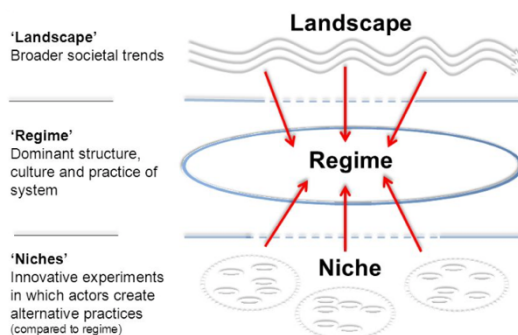 Landscape
‘Landscape’
Broader societal trends
‘Regime’
Dominant structure,
culture and practice of
system
Regime
‘Niches’
Innovative experiments
in which actors create
alternative practices
(compared to regime)
Niche